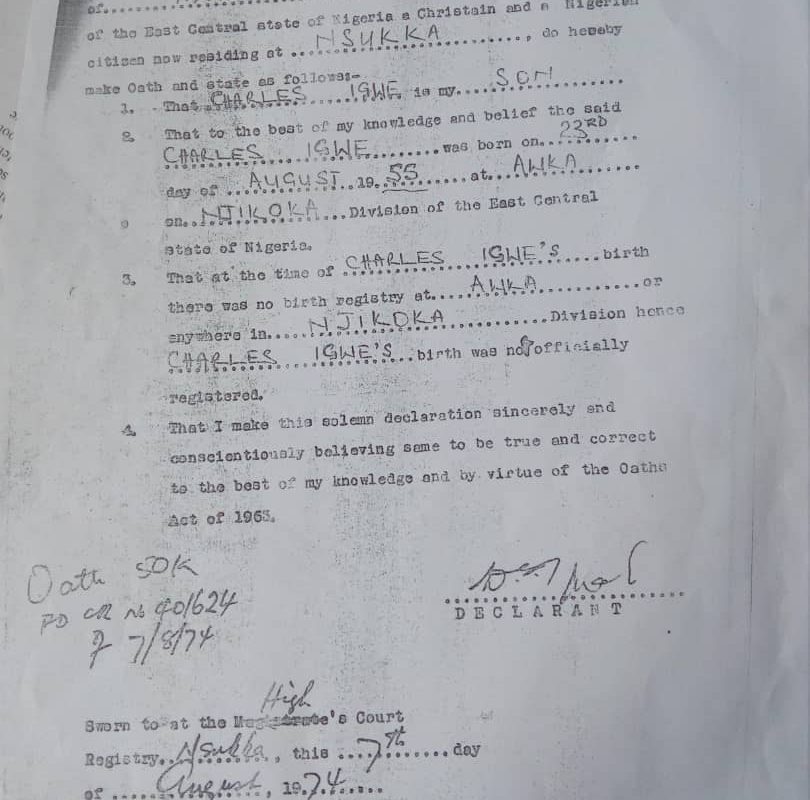 of....................................
of the East Central state of Nigeria a Christain and a Nigerian
citizen now residing at ...NSUKKA..............., do hereby
make Oath and state as follows:-
1. That CHARLES IGWE is my....SON..........
2 That to the best of my knowledge and belief the said
CHARLES IGWE..........was born on..23RD.......
day of ..AUGUST..19.55.......at..AWKA..........
on..NJIKOKA....Division of the East Central
state of Nigeria.
3. That at the time of CHARLES IGWE'S.....birth
there was no birth registry at....AWKA............or
anywhere in.....NJIKOKA............Division hence
CHARLES IGWE'S...birth was not officially
registered.
4. That I make this solemn declaration sincerely and
conscientiously believing same to be true and correct
to the best of my knowledge and by virtue of the Oaths
Act of 1963.
Oath 50K
CR No 901624
7/8/74
DECLARANT
High
Sworn to at the Magistrate's Court
Registry..Nsukka.., this ...7th.......day
of ......August......, 1974......